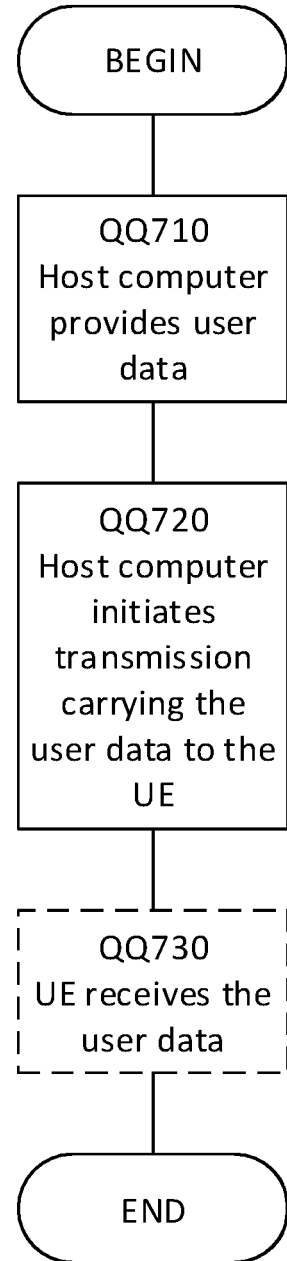 BEGIN
QQ710
Host computer
provides user
data
QQ720
Host computer
initiates
transmission
carrying the
user data to the
UE
QQ730
UE receives the
user data
END